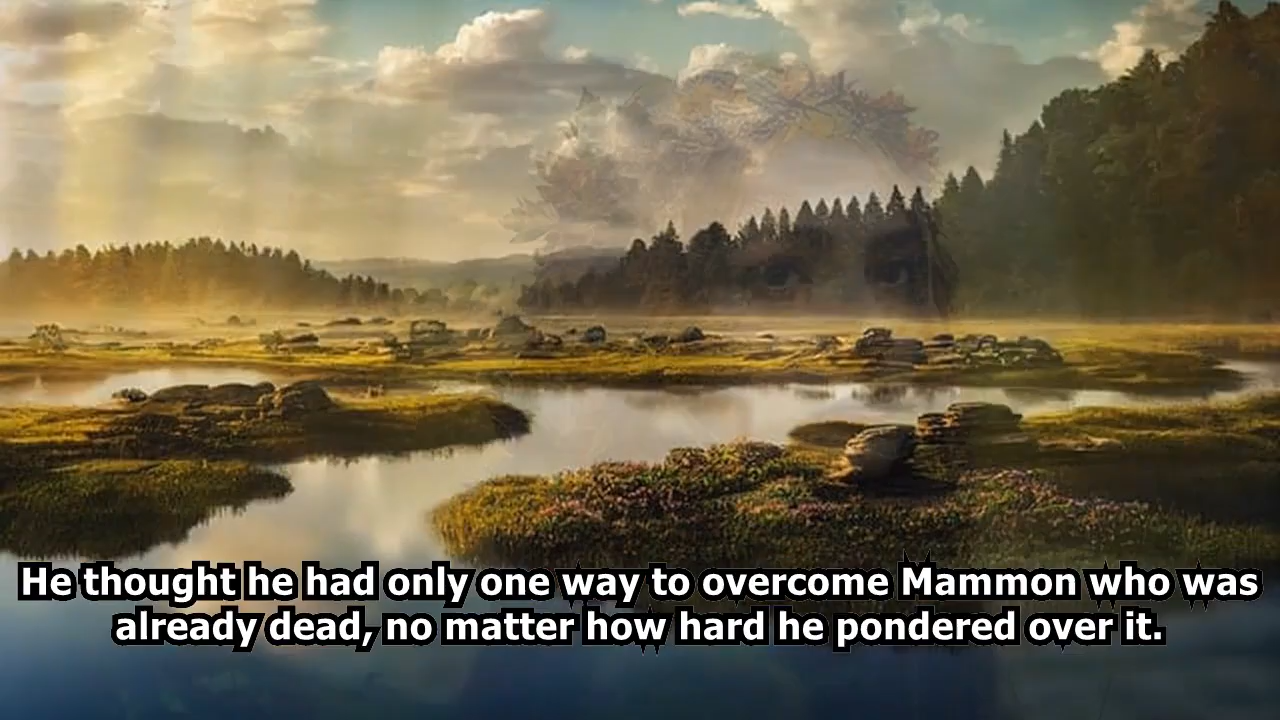 He thought he had only one way to overcome Mammon who was
already dead, no matter how hard he pondered over it.